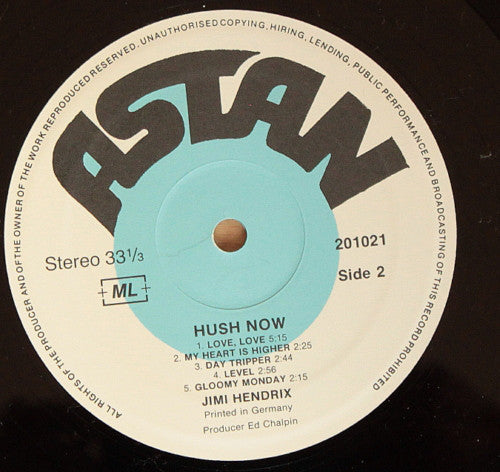 ALL RIGHTS OF THE PRODUCER AND OF THE OWNER OF THE WORK REPRODUCED RESERVED. UNAUTHORISED COPYING, HIRING, LENDING, PUBLIC PERFORMANCE AND BROADCASTING OF THIS RECORD PROHIBITED
ASTAN
Stereo 33 1/3
201021
ML
Side 2
HUSH NOW
1. LOVE, LOVE 5:15
2. MY HEART IS HIGHER 2:25
3. DAY TRIPPER 2:44
4. LEVEL 2:56
5. GLOOMY MONDAY 2:15
JIMI HENDRIX
Printed in Germany
Producer Ed Chalpin